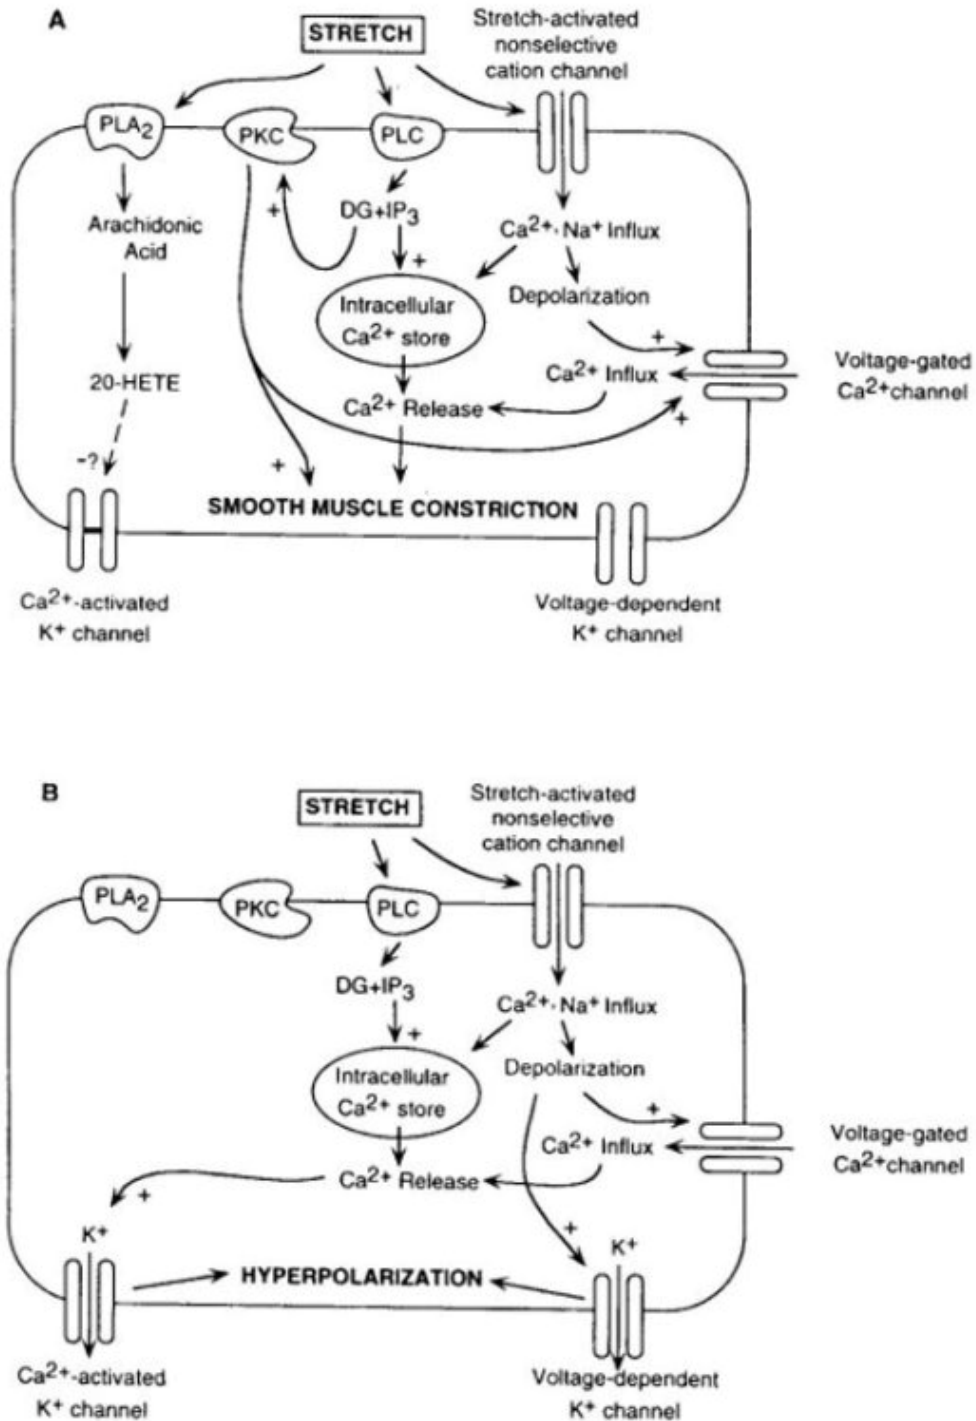 A
STRETCH
Stretch-activated
nonselective
cation channel
PLA2
PKC
PLC
Arachidonic
Acid
+
DG+IP3
+
Ca2+, Na+ Influx
Intracellular
Ca2+ store
Depolarization
+
Ca2+ Influx
Voltage-gated
Ca2+channel
20-HETE
Ca2+ Release
+
-?
+
SMOOTH MUSCLE CONSTRICTION
Ca2+-activated
K+ channel
Voltage-dependent
K+ channel
B
STRETCH
Stretch-activated
nonselective
cation channel
PLA2
PKC
PLC
DG+IP3
+
Ca2+, Na+ Influx
Intracellular
Ca2+ store
Depolarization
+
Ca2+ Influx
Voltage-gated
Ca2+channel
Ca2+ Release
+
K+
+
K+
HYPERPOLARIZATION
Ca2+-activated
K+ channel
Voltage-dependent
K+ channel